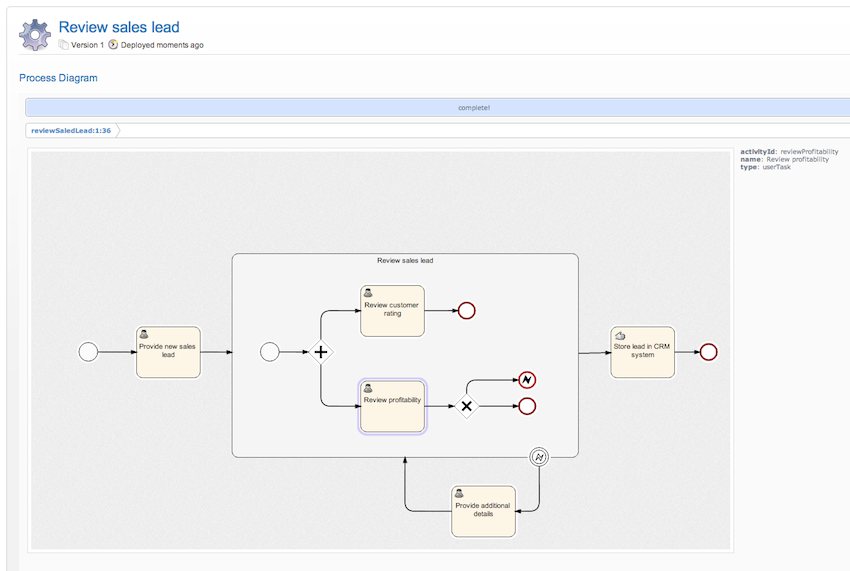 Review sales lead
Version 1 Deployed moments ago
Process Diagram
complete!
reviewSaledLead:1:36
activityId: reviewProfitability
name: Review profitability
type: userTask
Review sales lead
Review customer
rating
Provide new sales
lead
Store lead in CRM
system
Review profitability
Provide additional
details